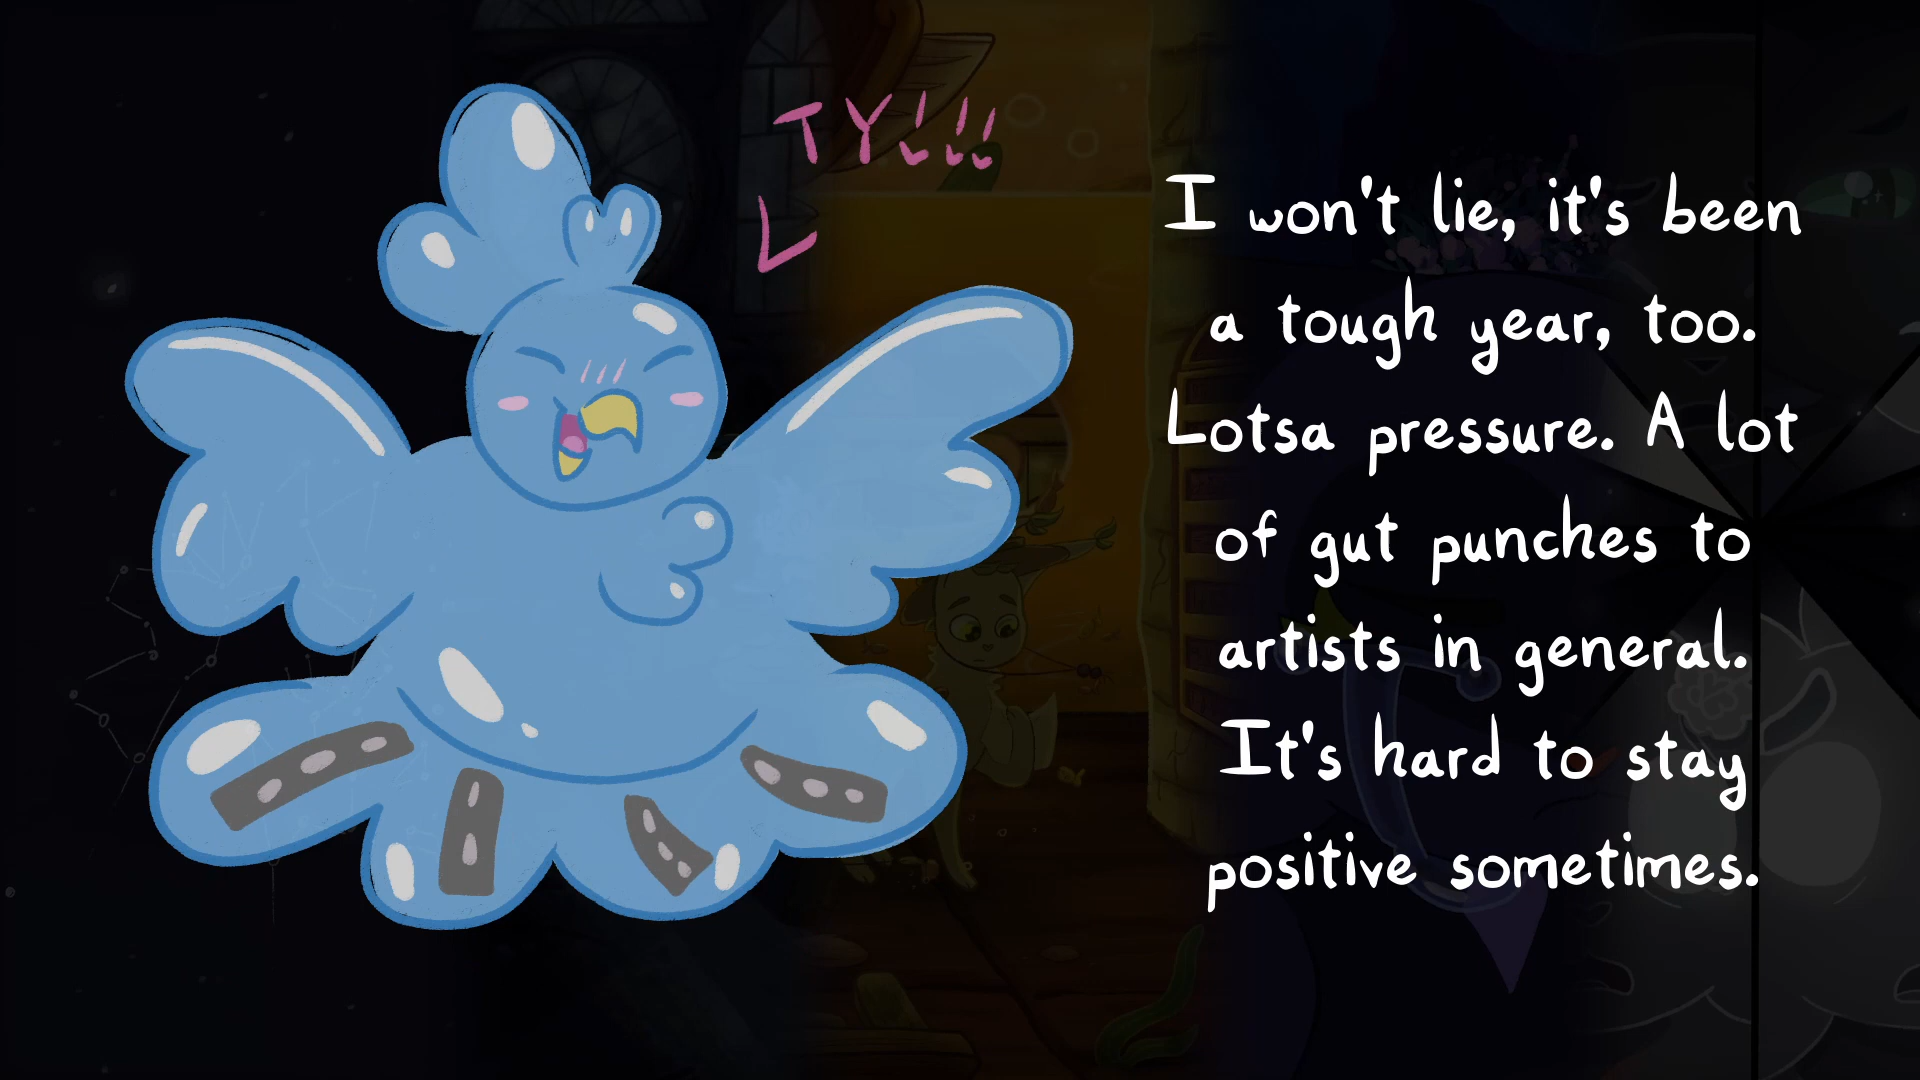 TY!!!
L
I won't lie, it's been
a tough year, too.
Lotsa pressure. A lot
of gut punches to
artists in general.
It's hard to stay
positive sometimes.